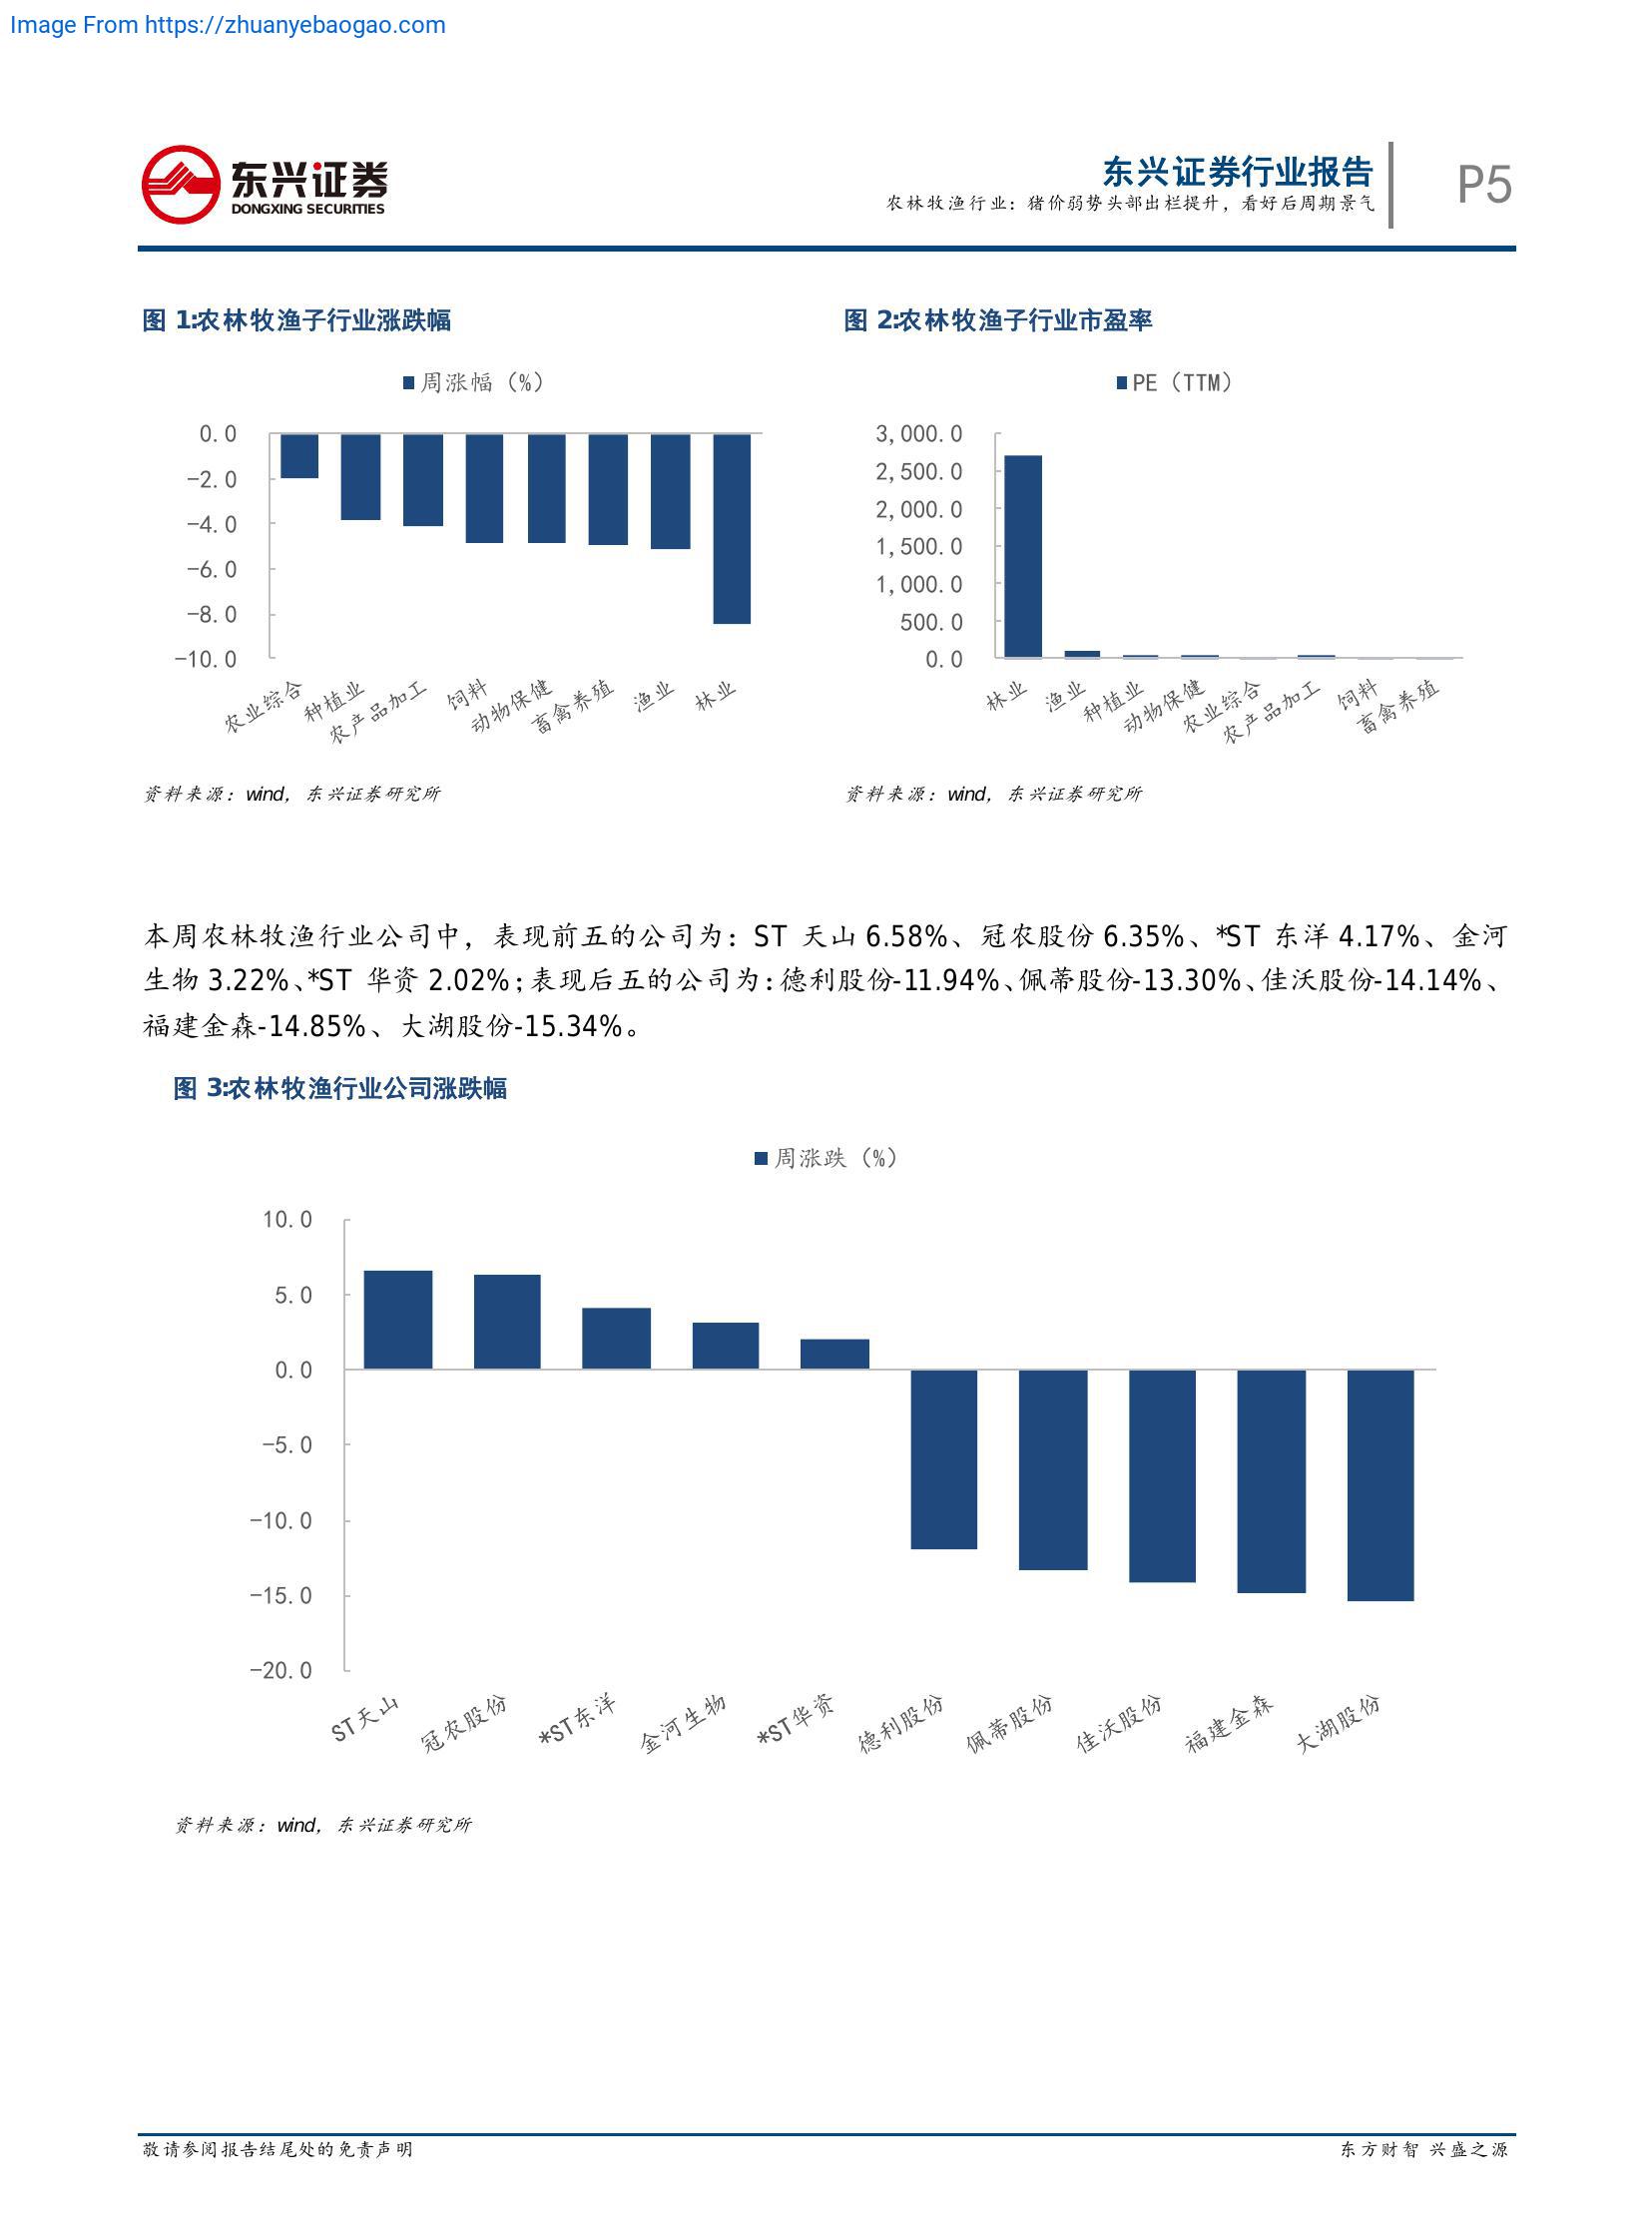 Image From https://zhuanyebaogao.com
东兴证券
DONGXING SECURITIES
东兴证券行业报告
农林牧渔行业：猪价弱势头部出栏提升，看好后周期景气
P5
图 1:农林牧渔子行业涨跌幅
周涨幅（%）
0.0
-2.0
-4.0
-6.0
-8.0
-10.0
农业综合
种植业
农产品加工
饲料
动物保健
畜禽养殖
渔业
林业
资料来源：wind，东兴证券研究所
图 2:农林牧渔子行业市盈率
PE（TTM）
3,000.0
2,500.0
2,000.0
1,500.0
1,000.0
500.0
0.0
林业
渔业
种植业
动物保健
农业综合
农产品加工
饲料
畜禽养殖
资料来源：wind，东兴证券研究所
本周农林牧渔行业公司中，表现前五的公司为：ST 天山 6.58%、冠农股份 6.35%、*ST 东洋 4.17%、金河
生物 3.22%、*ST 华资 2.02%；表现后五的公司为：德利股份-11.94%、佩蒂股份-13.30%、佳沃股份-14.14%、
福建金森-14.85%、大湖股份-15.34%。
图 3:农林牧渔行业公司涨跌幅
周涨跌（%）
10.0
5.0
0.0
-5.0
-10.0
-15.0
-20.0
ST天山
冠农股份
*ST东洋
金河生物
*ST华资
德利股份
佩蒂股份
佳沃股份
福建金森
大湖股份
资料来源：wind，东兴证券研究所
敬请参阅报告结尾处的免责声明
东方财智 兴盛之源